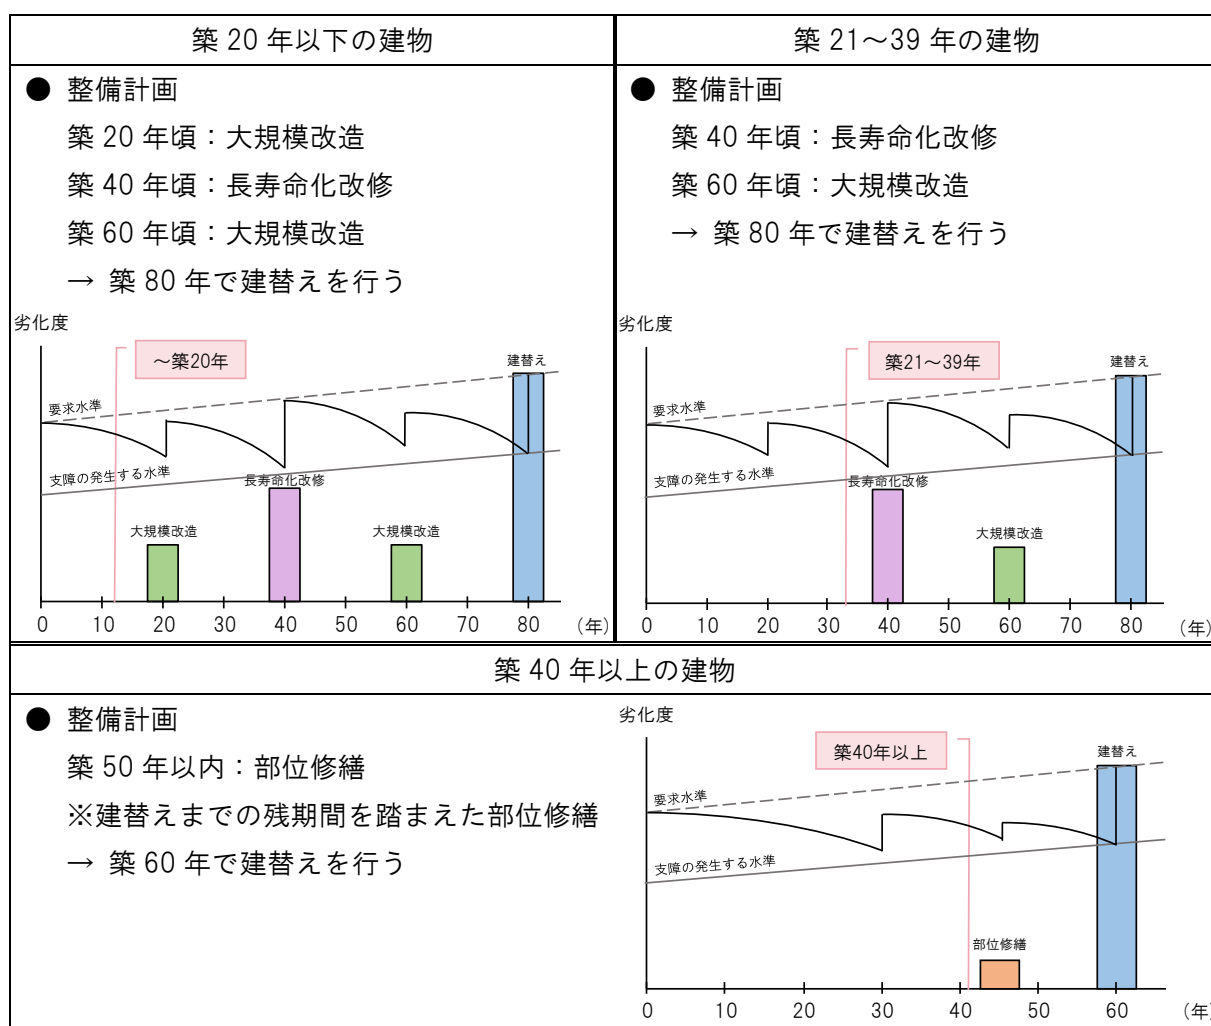 築 20 年以下の建物
● 整備計画
築 20 年頃：大規模改造
築 40 年頃：長寿命化改修
築 60 年頃：大規模改造
→ 築 80 年で建替えを行う
劣化度
～築20年
建替え
要求水準
支障の発生する水準
長寿命化改修
大規模改造
大規模改造
0 10 20 30 40 50 60 70 80 (年)
築 21～39 年の建物
● 整備計画
築 40 年頃：長寿命化改修
築 60 年頃：大規模改造
→ 築 80 年で建替えを行う
劣化度
築21～39年
建替え
要求水準
支障の発生する水準
長寿命化改修
大規模改造
0 10 20 30 40 50 60 70 80 (年)
築 40 年以上の建物
● 整備計画
築 50 年以内：部位修繕
※建替えまでの残期間を踏まえた部位修繕
→ 築 60 年で建替えを行う
劣化度
築40年以上
建替え
要求水準
支障の発生する水準
部位修繕
0 10 20 30 40 50 60 (年)